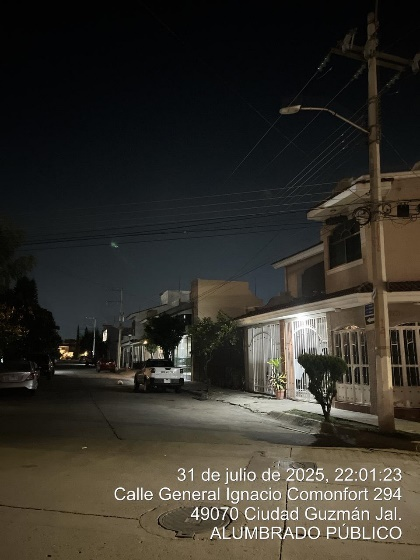 31 de julio de 2025, 22:01:23
Calle General Ignacio Comonfort 294
49070 Ciudad Guzmán Jal.
ALUMBRADO PÚBLICO